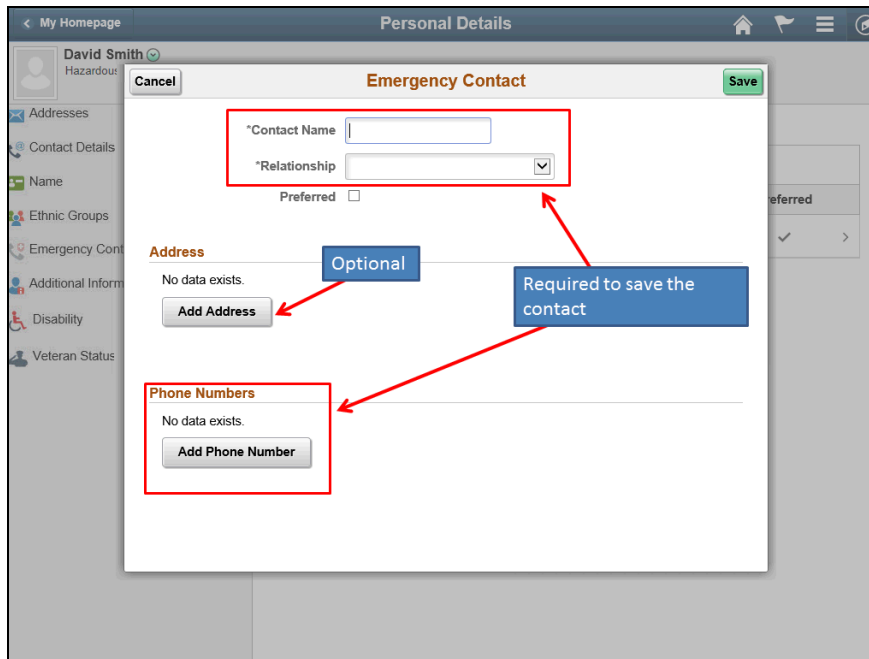 My Homepage
Personal Details
David Smith
Hazardous
Cancel
Emergency Contact
Save
*Contact Name
*Relationship
Preferred
Address
No data exists.
Add Address
Optional
Required to save the
contact
Phone Numbers
No data exists.
Add Phone Number
Addresses
Contact Details
Name
Ethnic Groups
Emergency Cont
Additional Inform
Disability
Veteran Status
eferred